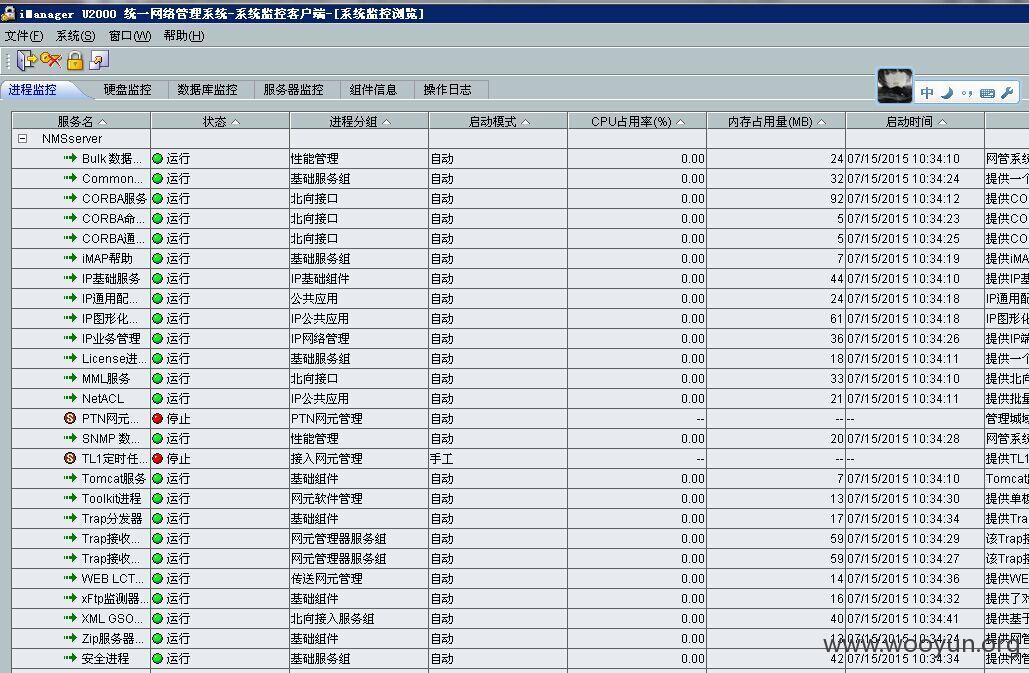 iManager U2000 统一网络管理系统-系统监控客户端-[系统监控浏览]
文件(F) 系统(S) 窗口(W) 帮助(H)
进程监控 硬盘监控 数据库监控 服务器监控 组件信息 操作日志
中
服务名 状态 进程分组 启动模式 CPU占用率(%) 内存占用量(MB) 启动时间
NMSserver
Bulk数据... 运行 性能管理 自动 0.00 24 07/15/2015 10:34:10 网管系统
Common... 运行 基础服务组 自动 0.00 32 07/15/2015 10:34:24 提供一个
CORBA服务 运行 北向接口 自动 0.00 92 07/15/2015 10:34:12 提供CO
CORBA命... 运行 北向接口 自动 0.00 5 07/15/2015 10:34:23 提供CO
CORBA通... 运行 北向接口 自动 0.00 5 07/15/2015 10:34:25 提供CO
iMAP帮助 运行 基础服务组 自动 0.00 7 07/15/2015 10:34:19 提供iMA
IP基础服务 运行 IP基础组件 自动 0.00 44 07/15/2015 10:34:10 提供IP基
IP通用配... 运行 公共应用 自动 0.00 24 07/15/2015 10:34:18 IP通用配
IP图形化... 运行 IP公共应用 自动 0.00 61 07/15/2015 10:34:18 IP图形化
IP业务管理 运行 IP网络管理 自动 0.00 36 07/15/2015 10:34:26 提供IP端
License进... 运行 基础服务组 自动 0.00 18 07/15/2015 10:34:11 提供一个
MML服务 运行 北向接口 自动 0.00 33 07/15/2015 10:34:10 提供北向
NetACL 运行 IP公共应用 自动 0.00 21 07/15/2015 10:34:11 提供批量
PTN网元... 停止 PTN网元管理 自动 -- -- -- 管理城域
SNMP 数... 运行 性能管理 自动 0.00 20 07/15/2015 10:34:28 网管系统
TL1定时任... 停止 接入网元管理 手工 -- -- -- 提供TL1
Tomcat服务 运行 基础组件 自动 0.00 7 07/15/2015 10:34:10 Tomcat
Toolkit进程 运行 网元软件管理 自动 0.00 13 07/15/2015 10:34:30 提供单板
Trap分发器 运行 基础组件 自动 0.00 17 07/15/2015 10:34:34 提供Tra
Trap接收... 运行 网元管理器服务组 自动 0.00 59 07/15/2015 10:34:29 该Trap接
Trap接收... 运行 网元管理器服务组 自动 0.00 59 07/15/2015 10:34:27 该Trap接
WEB LCT... 运行 传送网元管理 自动 0.00 14 07/15/2015 10:34:36 提供WE
xFtp监测器... 运行 基础组件 自动 0.00 16 07/15/2015 10:34:32 提供了对
XML GSO... 运行 北向接入服务组 自动 0.00 40 07/15/2015 10:34:41 提供基于
Zip服务器... 运行 基础组件 自动 0.00 12 07/15/2015 10:34:24 提供网管
安全进程 运行 基础服务组 自动 0.00 42 07/15/2015 10:34:34 提供网管
www.wooyun.org